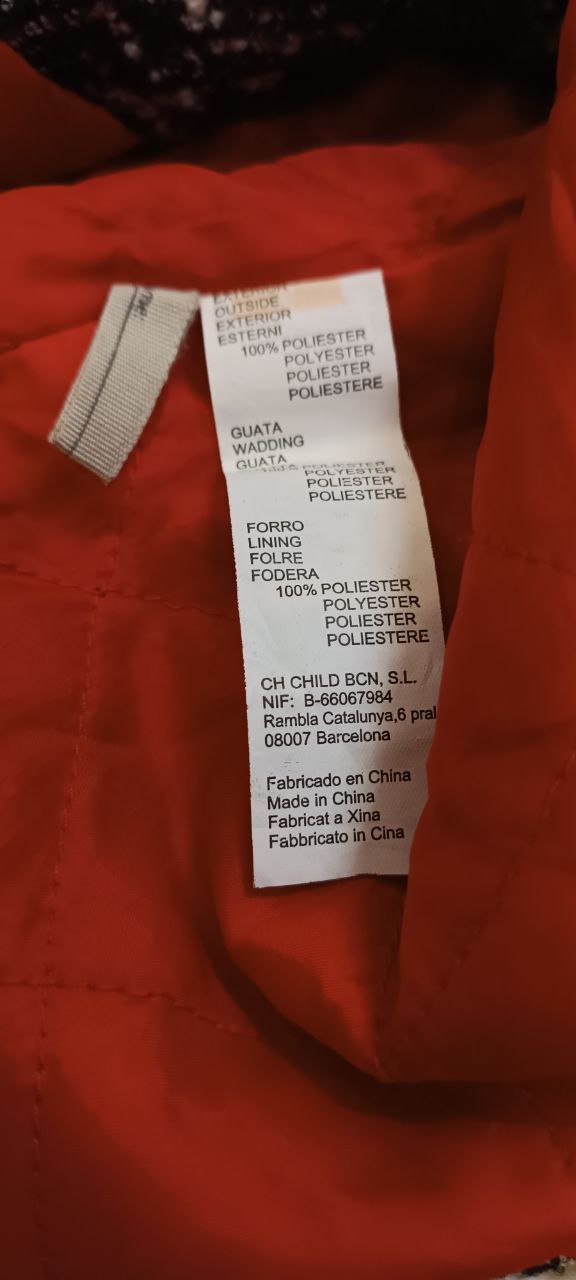 EXTERIOR
OUTSIDE
EXTERIOR
ESTERNI
100% POLIESTER
POLYESTER
POLIESTER
POLIESTERE
GUATA
WADDING
GUATA
POLIESTER
POLYESTER
POLIESTER
POLIESTERE
FORRO
LINING
FOLRE
FODERA
100% POLIESTER
POLYESTER
POLIESTER
POLIESTERE
CH CHILD BCN, S.L.
NIF: B-66067984
Rambla Catalunya,6 pral
08007 Barcelona
Fabricado en China
Made in China
Fabricat a Xina
Fabbricato in Cina